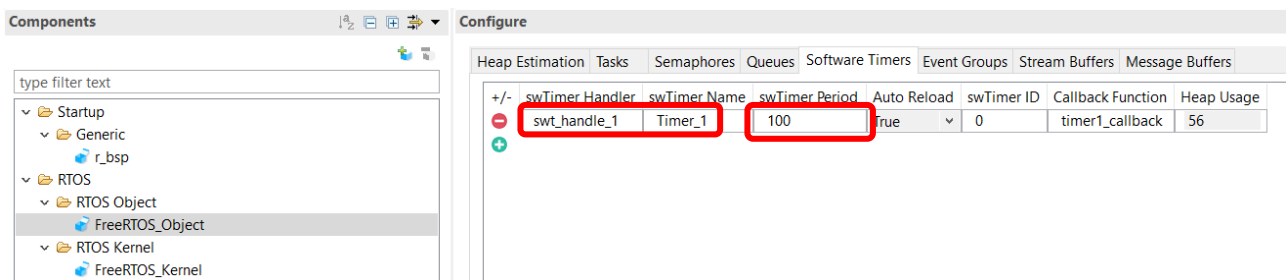 Components
Configure
type filter text
Startup
Generic
r_bsp
RTOS
RTOS Object
FreeRTOS_Object
RTOS Kernel
FreeRTOS_Kernel
Heap Estimation Tasks Semaphores Queues Software Timers Event Groups Stream Buffers Message Buffers
+/- swTimer Handler swTimer Name swTimer Period Auto Reload swTimer ID Callback Function Heap Usage
swt_handle_1 Timer_1 100 True 0 timer1_callback 56